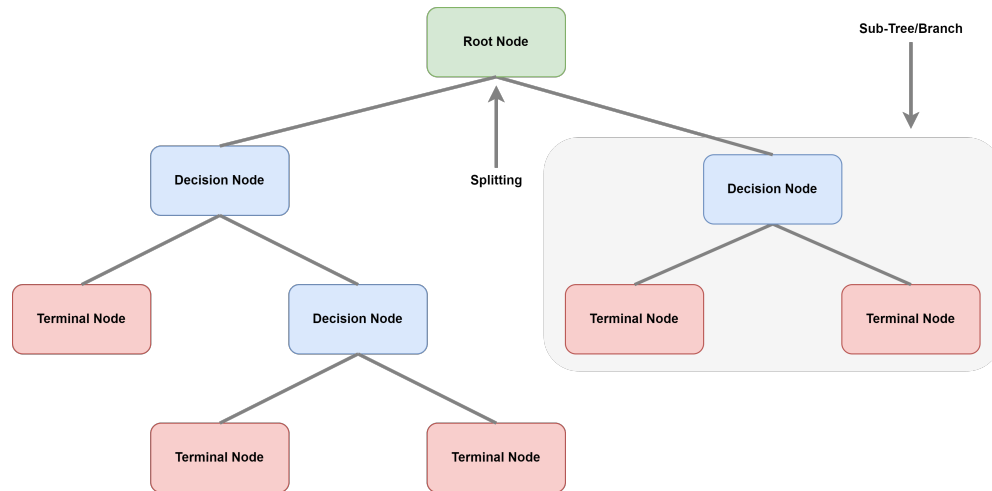 Root Node
Sub-Tree/Branch
Decision Node
Splitting
Decision Node
Terminal Node
Decision Node
Terminal Node
Terminal Node
Terminal Node
Terminal Node